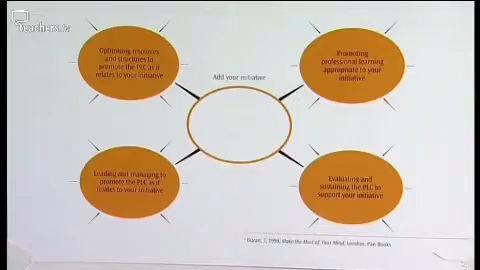 Teachers.tv
Optimising resources
and structures to
promote the PLC as it
relates to your initiative
Promoting
professional learning
appropriate to your
initiative
Add your initiative
Leading and managing to
promote the PLC as it
relates to your initiative
Evaluating and
sustaining the PLC to
support your initiative
Buzan, T, 1998, Make the Most of Your Mind, London, Pan Books